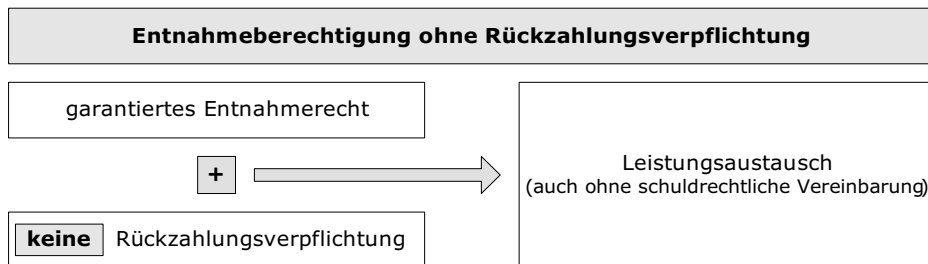 Entnahmeberechtigung ohne Rückzahlungsverpflichtung
garantiertes Entnahmerecht
+
keine Rückzahlungsverpflichtung
Leistungsaustausch
(auch ohne schuldrechtliche Vereinbarung)